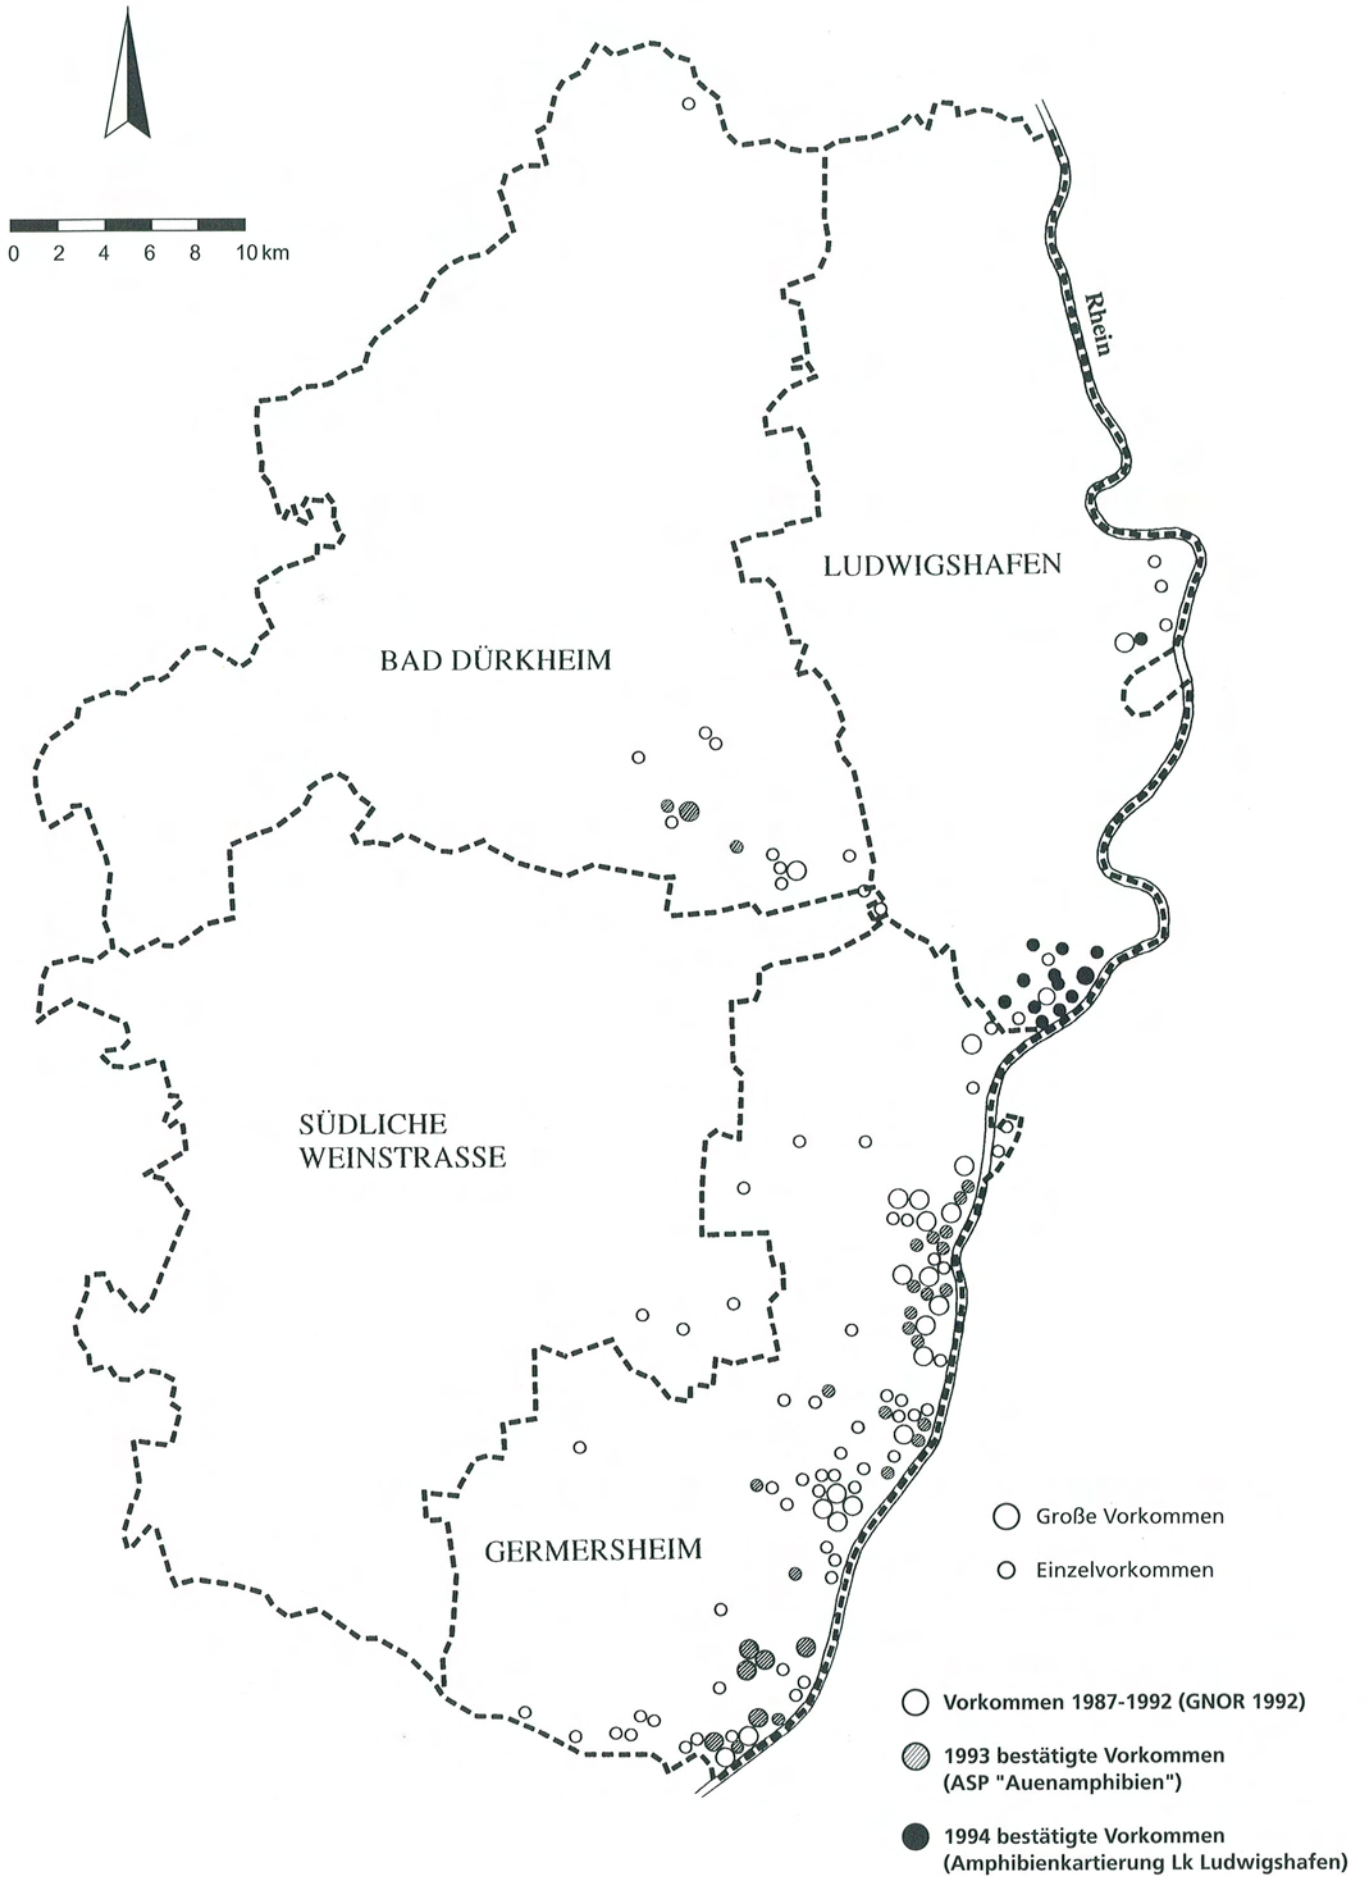 0 2 4 6 8 10 km
Rhein
LUDWIGSHAFEN
BAD DÜRKHEIM
SÜDLICHE
WEINSTRASSE
GERMERSHEIM
Große Vorkommen
Einzelvorkommen
Vorkommen 1987-1992 (GNOR 1992)
1993 bestätigte Vorkommen
(ASP "Auenamphibien")
1994 bestätigte Vorkommen
(Amphibienkartierung Lk Ludwigshafen)